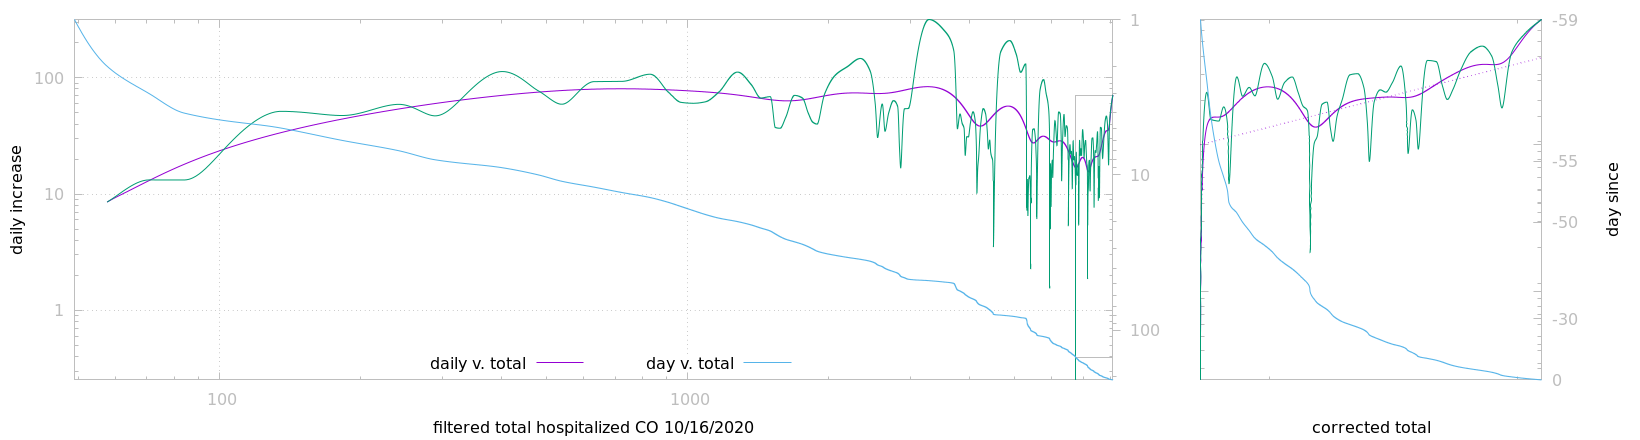 daily increase
100
10
1
100
1000
1
10
100
daily v. total
day v. total
filtered total hospitalized CO 10/16/2020
-59
-55
-50
-30
0
day since
corrected total